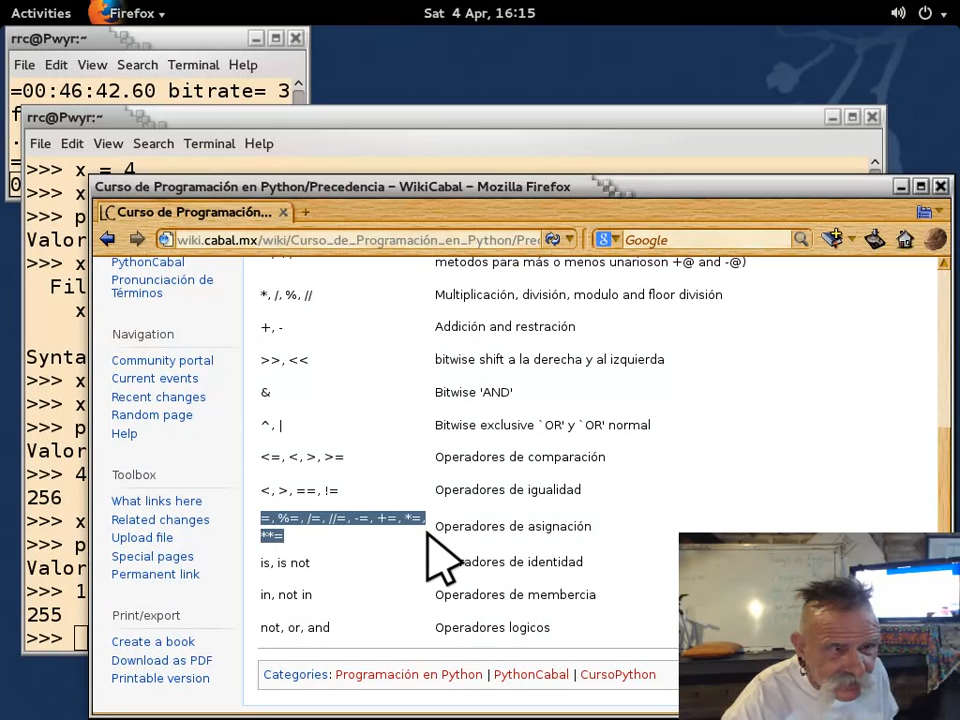 Activities Firefox Sat 4 Apr, 16:15
rrc@Pwyr:~
File Edit View Search Terminal Help
=00:46:42.60 bitrate= 3
rrc@Pwyr:~
File Edit View Search Terminal Help
>>> x = 4
>>> x
>>> p
Valor
>>> x
Fil
x
Synta
>>> x
>>> x
>>> p
Valor
>>> 4
256
>>> x
>>> p
Valor
>>> 1
255
>>>
Curso de Programación en Python/Precedencia – WikiCabal – Mozilla Firefox
Curso de Programación...
wiki.cabal.mx/wiki/Curso_de_Programación_en_Python/Prec
Google
PythonCabal
Pronunciación de
Términos
Navigation
Community portal
Current events
Recent changes
Random page
Help
Toolbox
What links here
Related changes
Upload file
Special pages
Permanent link
Print/export
Create a book
Download as PDF
Printable version
metodos para más o menos unarioson +@ and -@)
*, /, %, // Multiplicación, división, modulo and floor división
+, - Addición and restración
>>, << bitwise shift a la derecha y al izquierda
& Bitwise 'AND'
^, | Bitwise exclusive `OR' y `OR' normal
<=, <, >, >= Operadores de comparación
<, >, ==, != Operadores de igualidad
=, %=, /=, //=, -=, +=, *=,
**= Operadores de asignación
is, is not adores de identidad
in, not in Operadores de membercia
not, or, and Operadores logicos
Categories: Programación en Python | PythonCabal | CursoPython